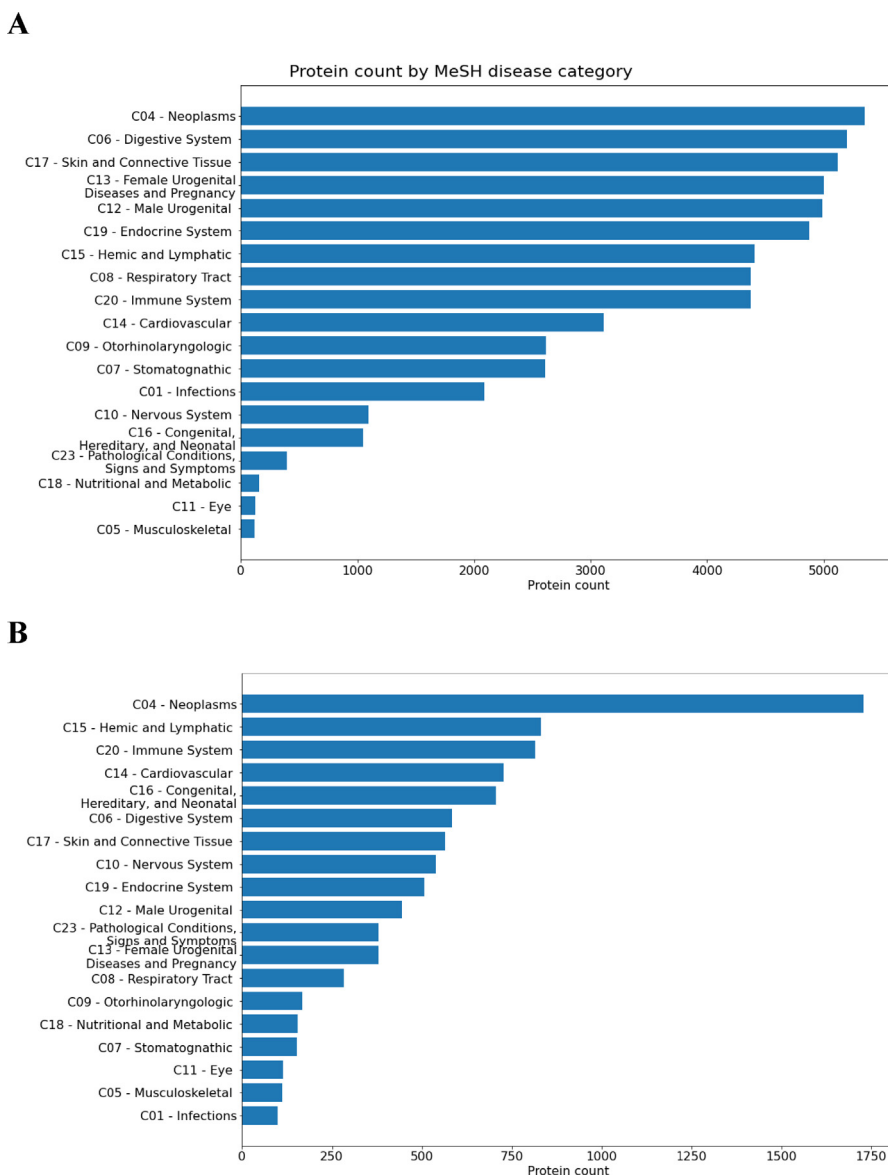 A
Protein count by MeSH disease category
C04 - Neoplasms
C06 - Digestive System
C17 - Skin and Connective Tissue
C13 - Female Urogenital
Diseases and Pregnancy
C12 - Male Urogenital
C19 - Endocrine System
C15 - Hemic and Lymphatic
C08 - Respiratory Tract
C20 - Immune System
C14 - Cardiovascular
C09 - Otorhinolaryngologic
C07 - Stomatognathic
C01 - Infections
C10 - Nervous System
C16 - Congenital,
Hereditary, and Neonatal
C23 - Pathological Conditions,
Signs and Symptoms
C18 - Nutritional and Metabolic
C11 - Eye
C05 - Musculoskeletal
0 1000 2000 3000 4000 5000
Protein count
B
C04 - Neoplasms
C15 - Hemic and Lymphatic
C20 - Immune System
C14 - Cardiovascular
C16 - Congenital,
Hereditary, and Neonatal
C06 - Digestive System
C17 - Skin and Connective Tissue
C10 - Nervous System
C19 - Endocrine System
C12 - Male Urogenital
C23 - Pathological Conditions,
Signs and Symptoms
C13 - Female Urogenital
Diseases and Pregnancy
C08 - Respiratory Tract
C09 - Otorhinolaryngologic
C18 - Nutritional and Metabolic
C07 - Stomatognathic
C11 - Eye
C05 - Musculoskeletal
C01 - Infections
0 250 500 750 1000 1250 1500 1750
Protein count